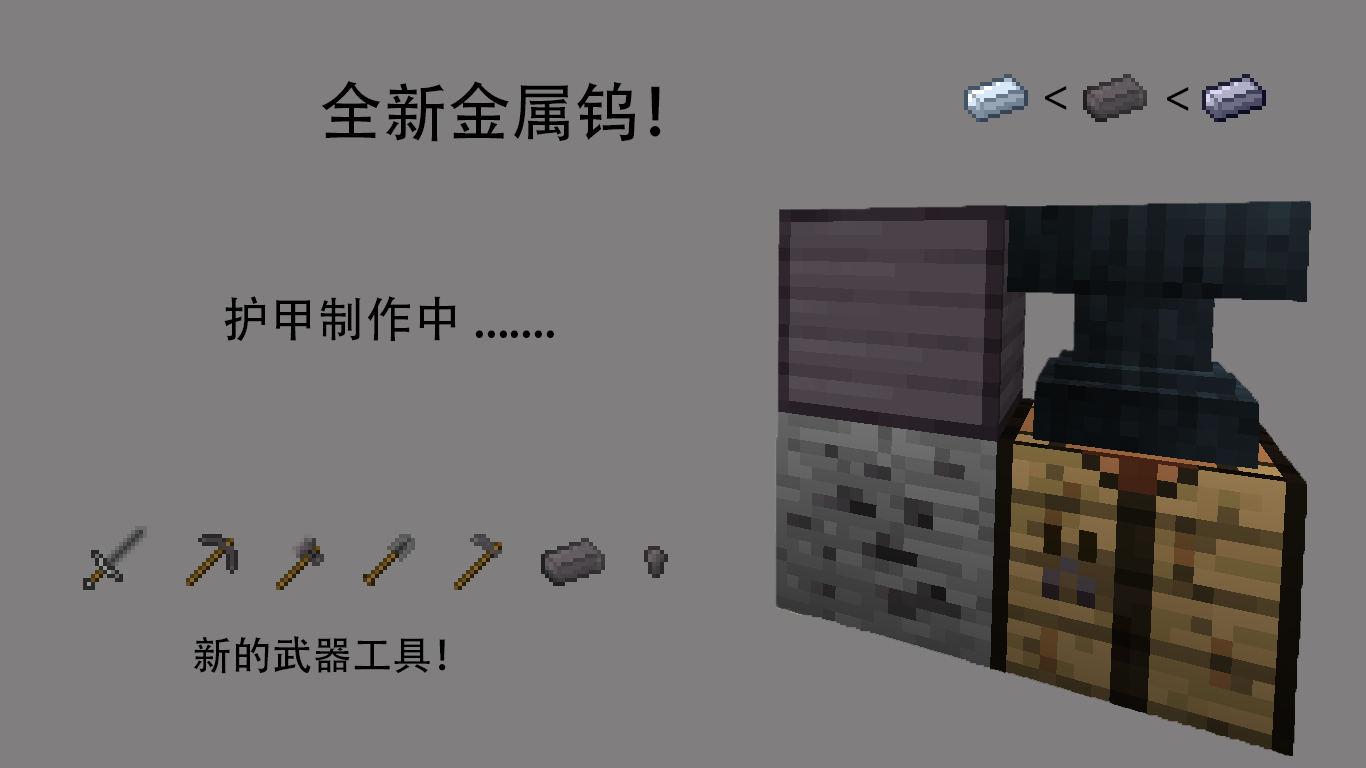 全新金属钨！
< <
护甲制作中 .......
新的武器工具！